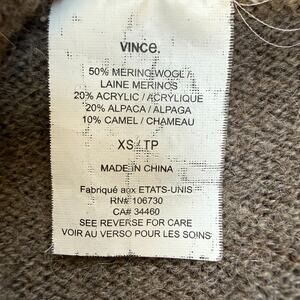 VINCE.
50% MERINO WOOL /
LAINE MERINOS
20% ACRYLIC / ACRYLIQUE
20% ALPACA / ALPAGA
10% CAMEL / CHAMEAU
XS / TP
MADE IN CHINA
Fabriqué aux ETATS-UNIS
RN# 106730
CA# 34460
SEE REVERSE FOR CARE
VOIR AU VERSO POUR LES SOINS